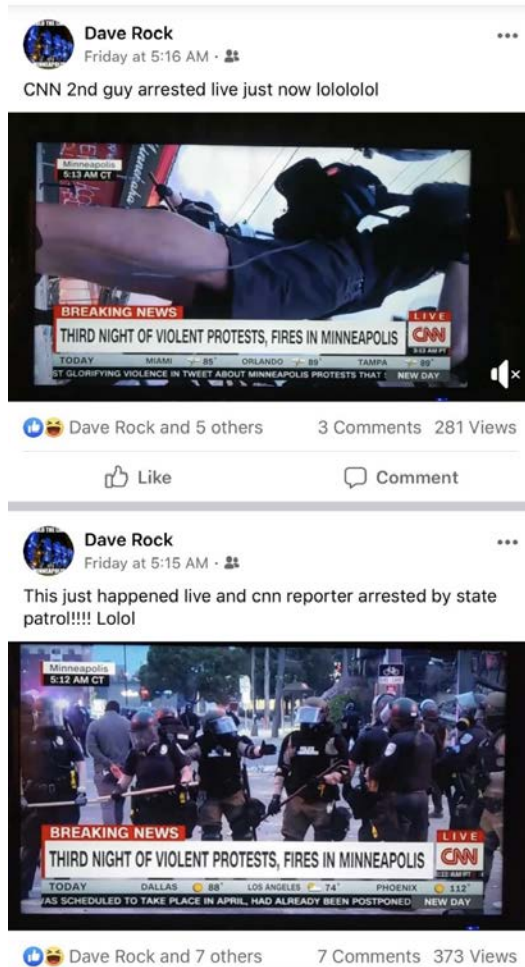 Dave Rock
Friday at 5:16 AM ·
CNN 2nd guy arrested live just now lolololol
Minneapolis
5:13 AM CT
BREAKING NEWS
LIVE
THIRD NIGHT OF VIOLENT PROTESTS, FIRES IN MINNEAPOLIS
CNN
TODAY MIAMI 85° ORLANDO 89° TAMPA 89°
ST GLORIFYING VIOLENCE IN TWEET ABOUT MINNEAPOLIS PROTESTS THAT NEW DAY
Dave Rock and 5 others 3 Comments 281 Views
Like Comment
Dave Rock
Friday at 5:15 AM ·
This just happened live and cnn reporter arrested by state
patrol!!!! Lolol
Minneapolis
5:12 AM CT
BREAKING NEWS
LIVE
THIRD NIGHT OF VIOLENT PROTESTS, FIRES IN MINNEAPOLIS
CNN
TODAY DALLAS 88° LOS ANGELES 74° PHOENIX 112°
AS SCHEDULED TO TAKE PLACE IN APRIL, HAD ALREADY BEEN POSTPONED NEW DAY
Dave Rock and 7 others 7 Comments 373 Views